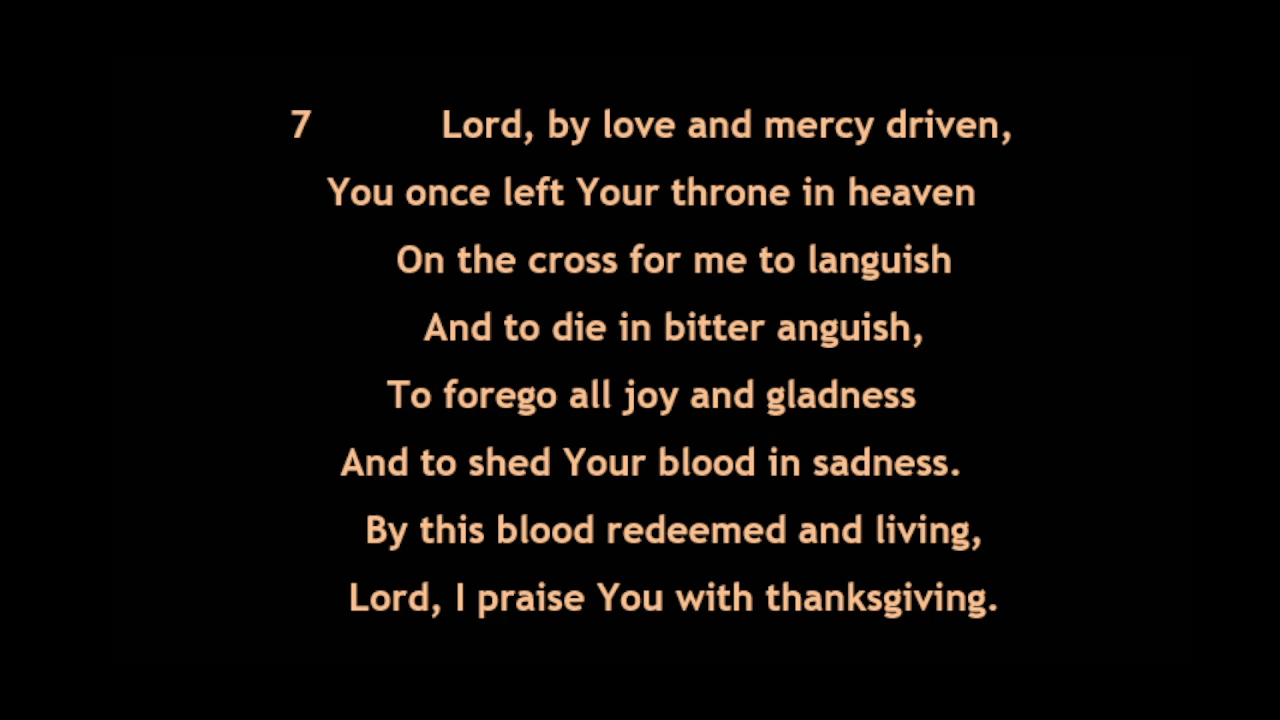 7 Lord, by love and mercy driven,
You once left Your throne in heaven
On the cross for me to languish
And to die in bitter anguish,
To forego all joy and gladness
And to shed Your blood in sadness.
By this blood redeemed and living,
Lord, I praise You with thanksgiving.